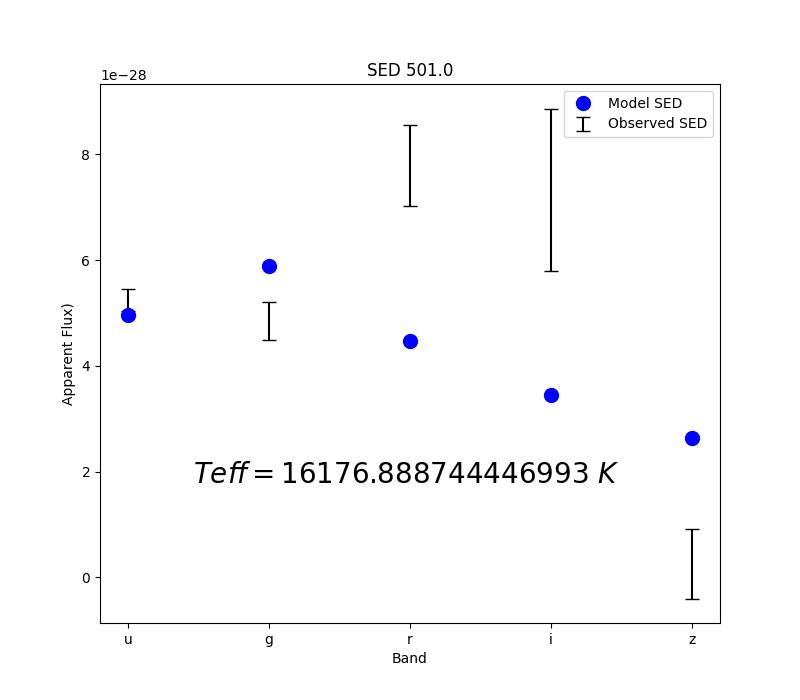 SED 501.0
1e−28
Model SED
Observed SED
8
6
4
2
0
Apparent Flux)
Teff = 16176.888744446993 K
u g r i z
Band